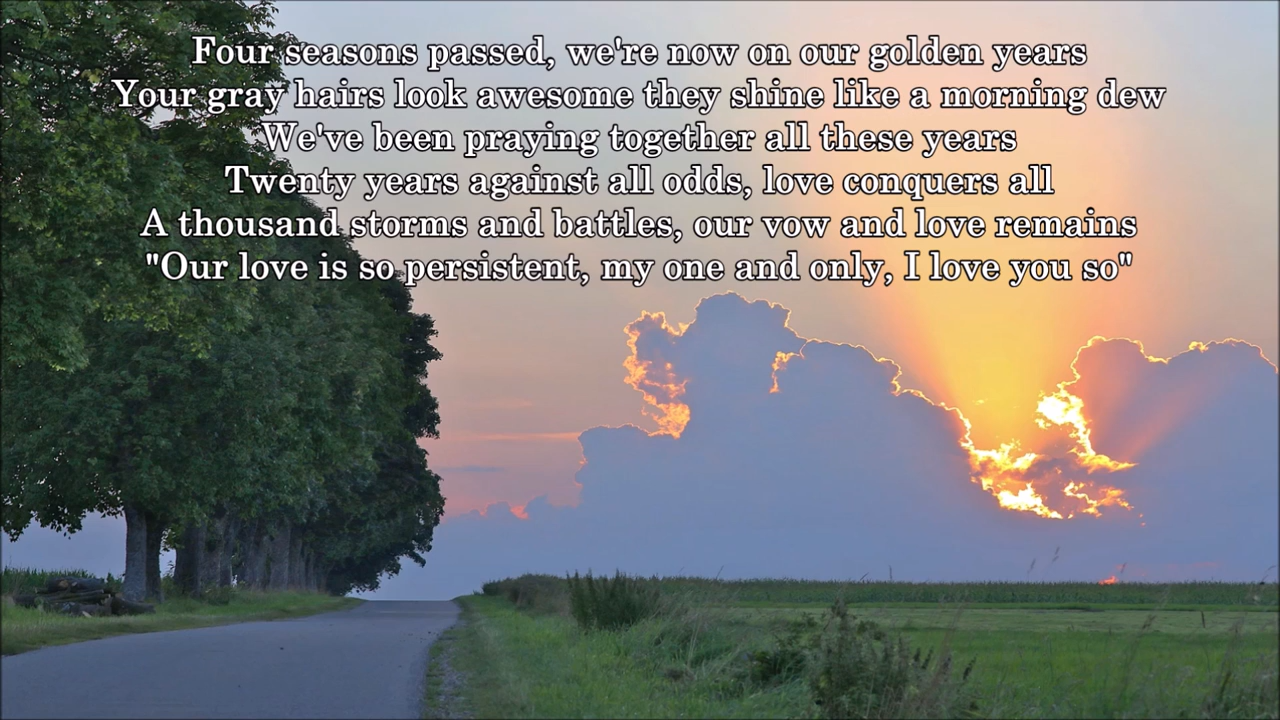 Four seasons passed, we're now on our golden years
Your gray hairs look awesome they shine like a morning dew
We've been praying together all these years
Twenty years against all odds, love conquers all
A thousand storms and battles, our vow and love remains
"Our love is so persistent, my one and only, I love you so"